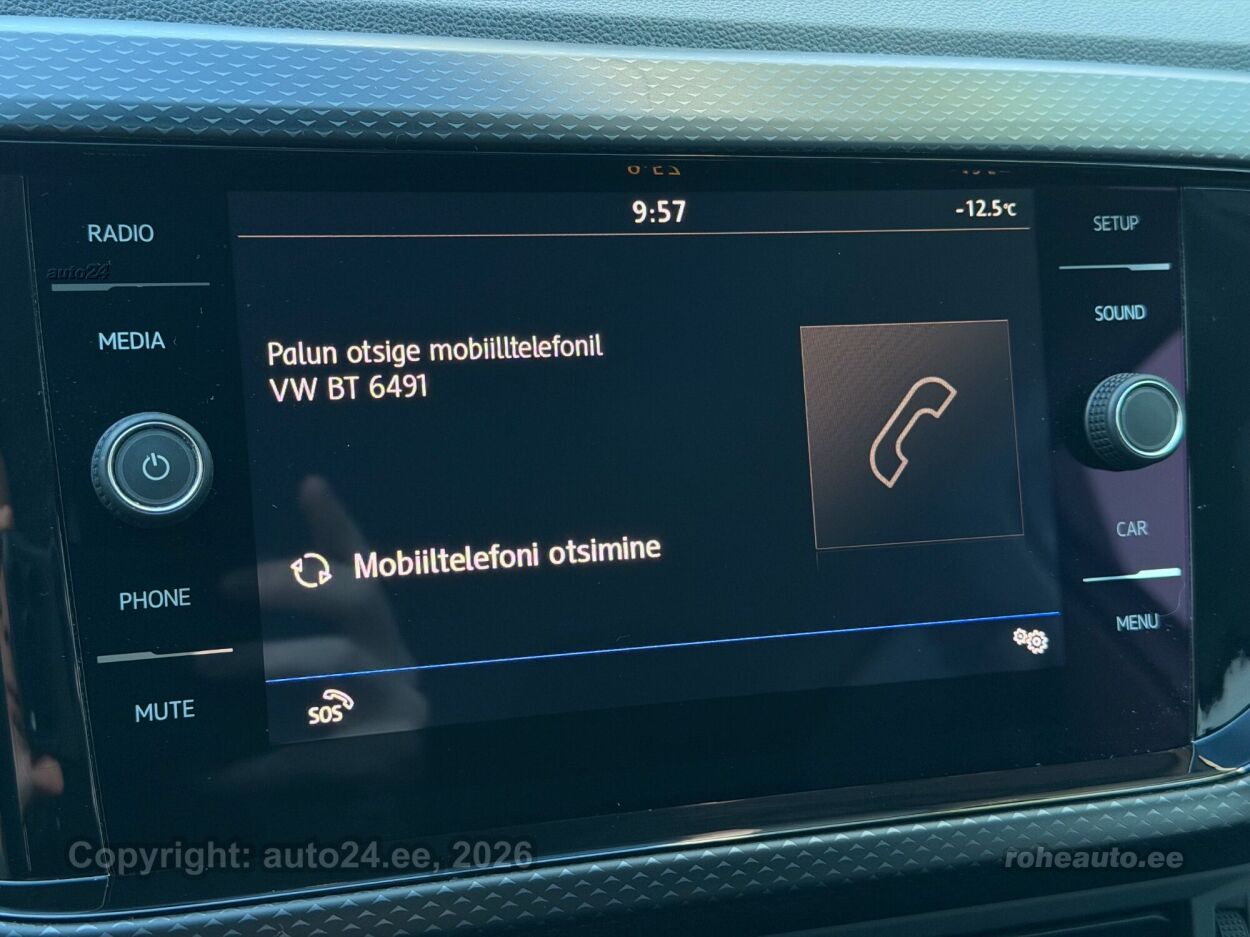 9:57
-12.5°C
RADIO
auto24
MEDIA
PHONE
MUTE
Palun otsige mobiilltelefonil
VW BT 6491
Mobiiltelefoni otsimine
SOS
SETUP
SOUND
CAR
MENU
Copyright: auto24.ee, 2026
roheauto.ee